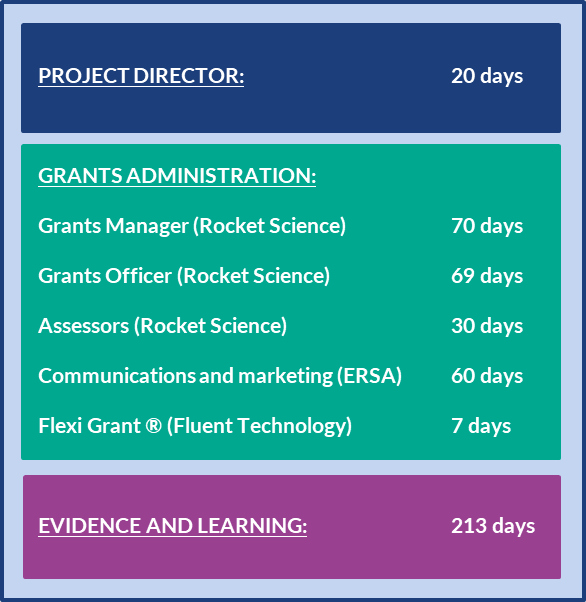 PROJECT DIRECTOR: 20 days
GRANTS ADMINISTRATION:
Grants Manager (Rocket Science) 70 days
Grants Officer (Rocket Science) 69 days
Assessors (Rocket Science) 30 days
Communications and marketing (ERSA) 60 days
Flexi Grant ® (Fluent Technology) 7 days
EVIDENCE AND LEARNING: 213 days